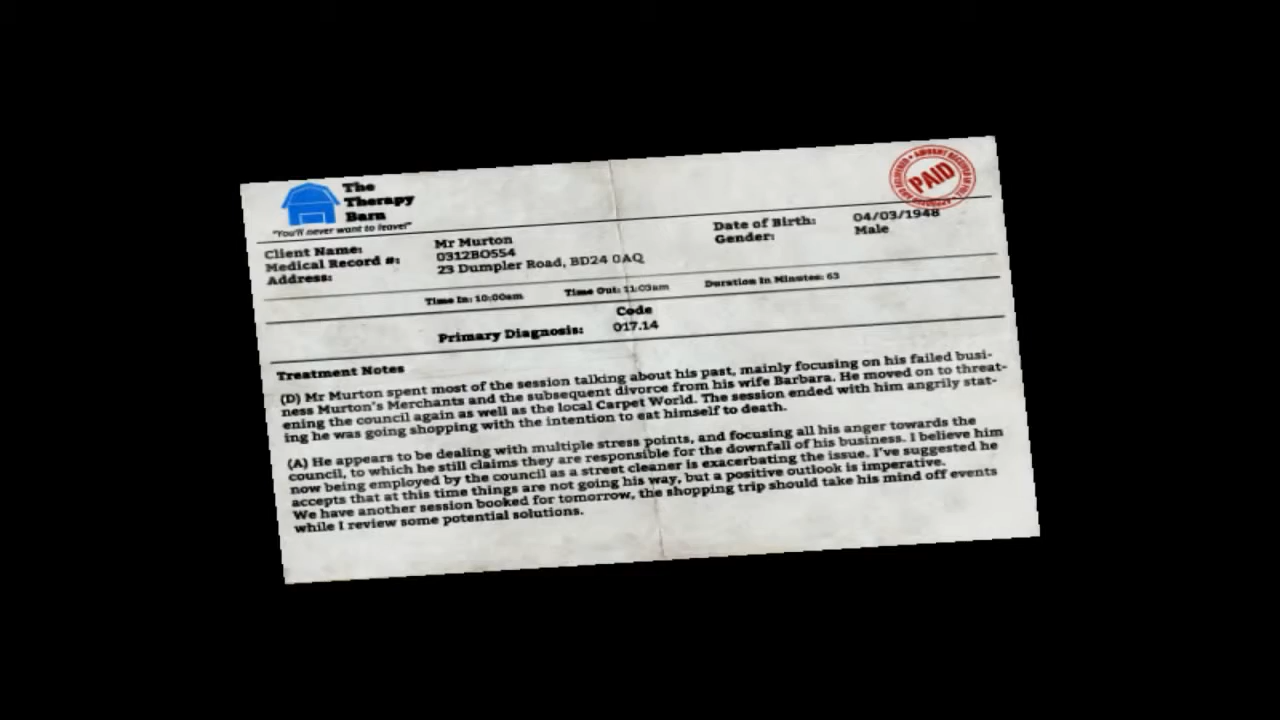 The
Therapy
Barn
"You'll never want to leave!"
PAID
Client Name: Mr Murton
Medical Record #: 0312BO554
Address: 23 Dumpler Road, BD24 0AQ
Date of Birth: 04/03/1948
Gender: Male
Time In: 10:00am Time Out: 11:03am Duration In Minutes: 63
Code
Primary Diagnosis: 017.14
Treatment Notes
(D) Mr Murton spent most of the session talking about his past, mainly focusing on his failed busi-
ness Murton's Merchants and the subsequent divorce from his wife Barbara. He moved on to threat-
ening the council again as well as the local Carpet World. The session ended with him angrily stat-
ing he was going shopping with the intention to eat himself to death.
(A) He appears to be dealing with multiple stress points, and focusing all his anger towards the
council, to which he still claims they are responsible for the downfall of his business. I believe him
now being employed by the council as a street cleaner is exacerbating the issue. I've suggested he
accepts that at this time things are not going his way, but a positive outlook is imperative.
We have another session booked for tomorrow, the shopping trip should take his mind off events
while I review some potential solutions.